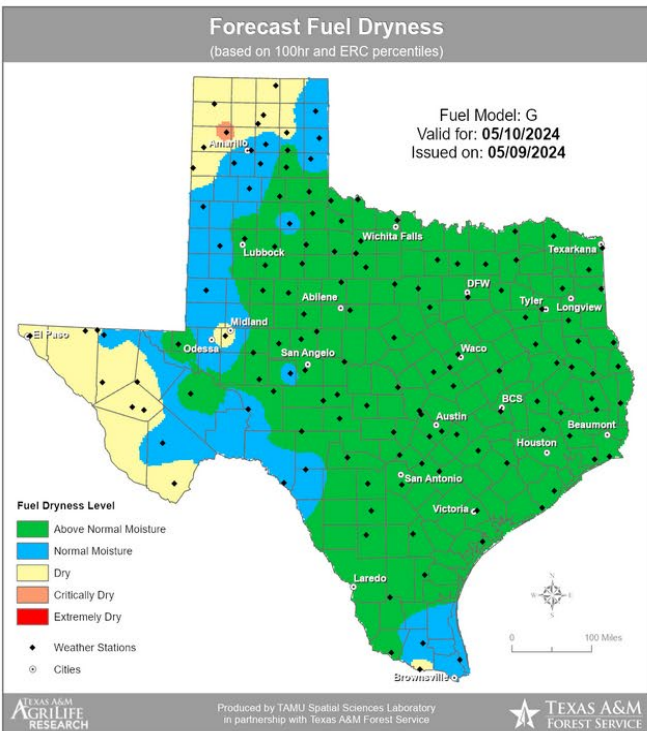 Forecast Fuel Dryness
(based on 100hr and ERC percentiles)
Fuel Model: G
Valid for: 05/10/2024
Issued on: 05/09/2024
Amarillo
Lubbock
Wichita Falls
Texarkana
DFW
Abilene
Tyler
Longview
El Paso
Midland
Odessa
San Angelo
Waco
BCS
Austin
Beaumont
Houston
San Antonio
Victoria
Laredo
Brownsville
Fuel Dryness Level
Above Normal Moisture
Normal Moisture
Dry
Critically Dry
Extremely Dry
Weather Stations
Cities
N
W
E
S
0 100 Miles
TEXAS A&M
AGRILIFE
RESEARCH
Produced by TAMU Spatial Sciences Laboratory
in partnership with Texas A&M Forest Service
TEXAS A&M
FOREST SERVICE